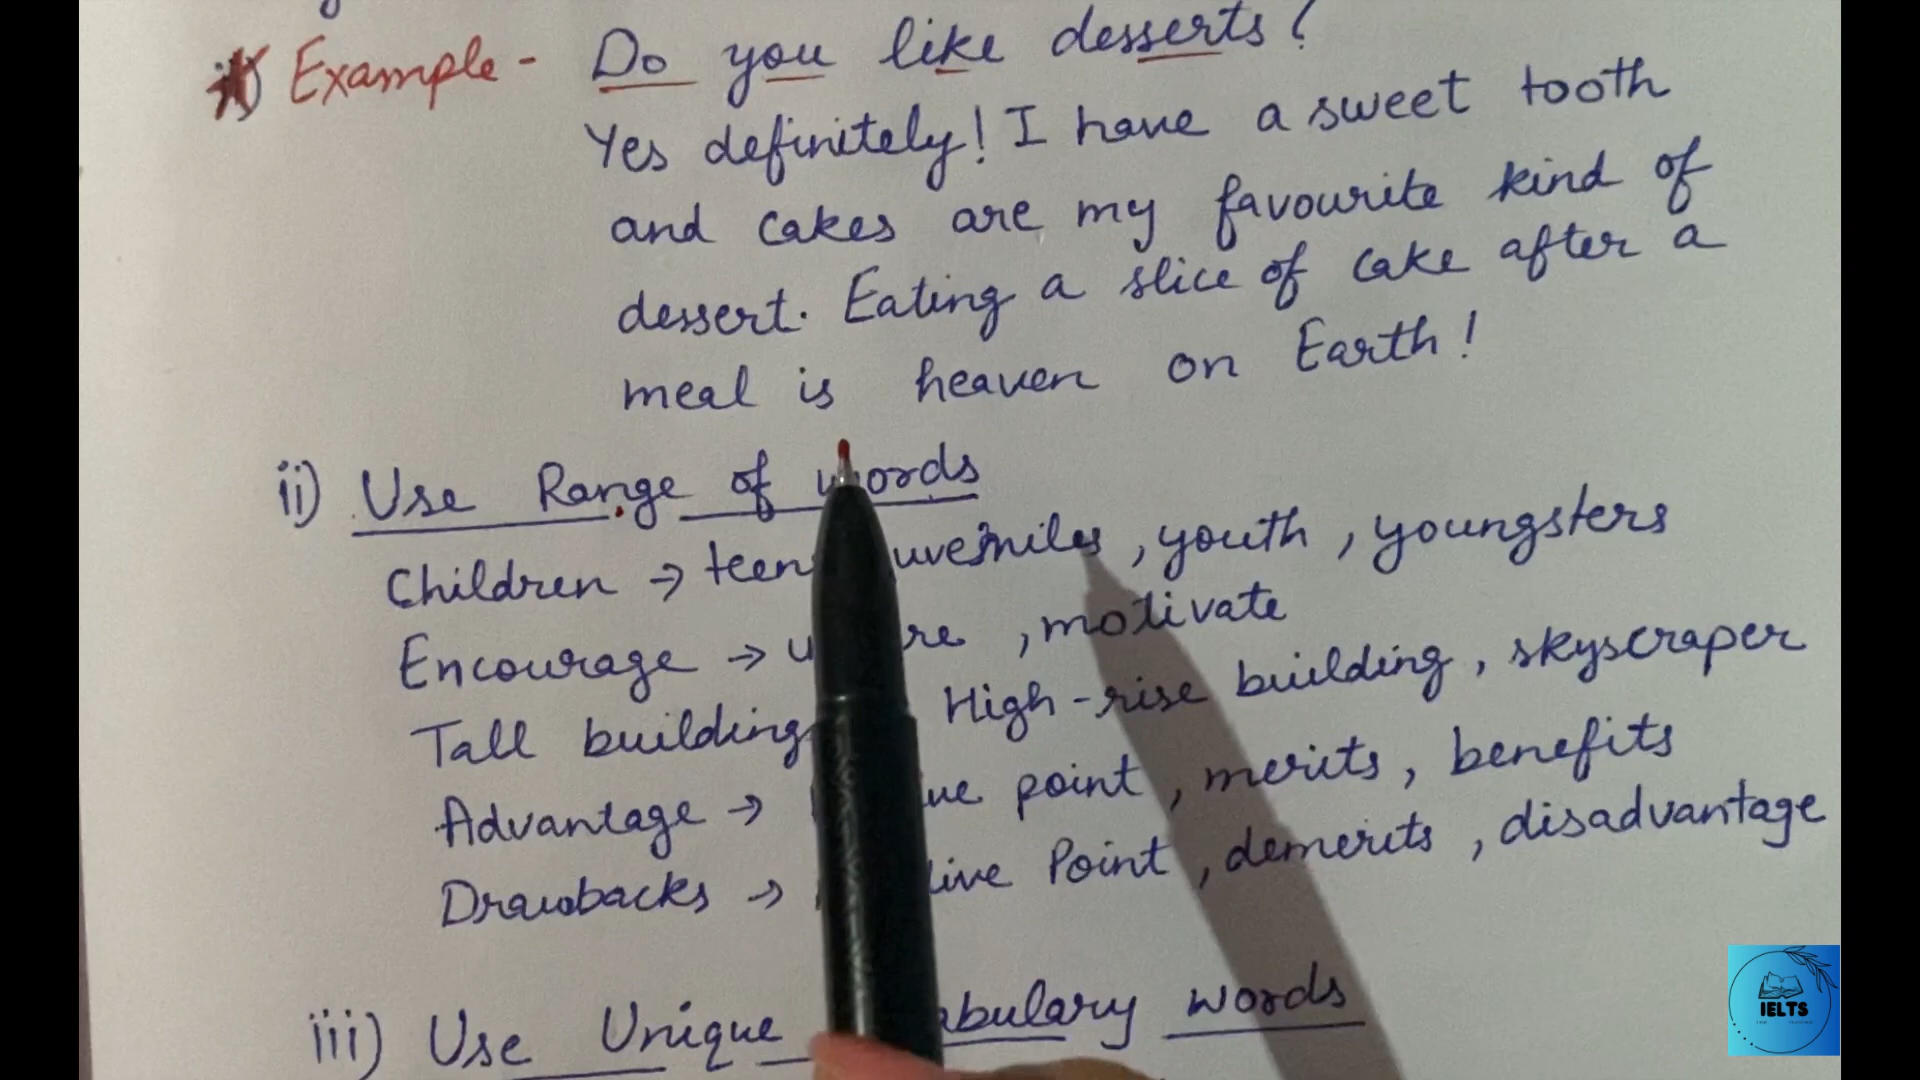 Example - Do you like desserts?
Yes definitely! I have a sweet tooth
and cakes are my favourite kind of
dessert. Eating a slice of cake after a
meal is heaven on Earth!
ii) Use Range of words
Children → teen , youth , youngsters
Encourage → , motivate
Tall building High-rise building , skyscraper
Advantage → point , merits , benefits
Drawbacks → Point , demerits , disadvantage
iii) Use Unique words
IELTS